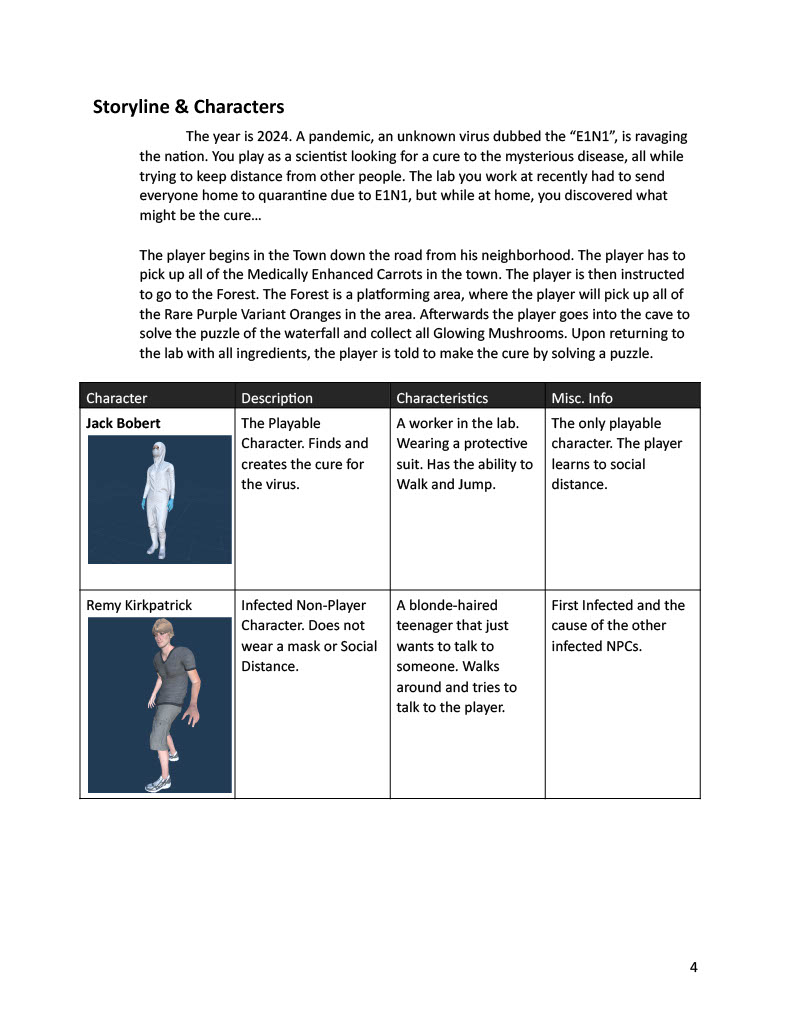 Storyline & Characters
The year is 2024. A pandemic, an unknown virus dubbed the “E1N1”, is ravaging
the nation. You play as a scientist looking for a cure to the mysterious disease, all while
trying to keep distance from other people. The lab you work at recently had to send
everyone home to quarantine due to E1N1, but while at home, you discovered what
might be the cure…
The player begins in the Town down the road from his neighborhood. The player has to
pick up all of the Medically Enhanced Carrots in the town. The player is then instructed
to go to the Forest. The Forest is a platforming area, where the player will pick up all of
the Rare Purple Variant Oranges in the area. Afterwards the player goes into the cave to
solve the puzzle of the waterfall and collect all Glowing Mushrooms. Upon returning to
the lab with all ingredients, the player is told to make the cure by solving a puzzle.
Character
Description
Characteristics
Misc. Info
Jack Bobert
The Playable
Character. Finds and
creates the cure for
the virus.
A worker in the lab.
Wearing a protective
suit. Has the ability to
Walk and Jump.
The only playable
character. The player
learns to social
distance.
Remy Kirkpatrick
Infected Non-Player
Character. Does not
wear a mask or Social
Distance.
A blonde-haired
teenager that just
wants to talk to
someone. Walks
around and tries to
talk to the player.
First Infected and the
cause of the other
infected NPCs.
4